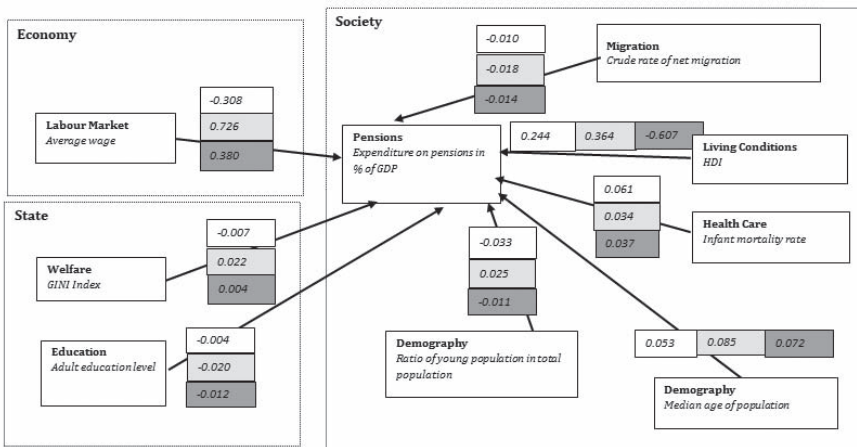 Economy
-0.308
Labour Market
Average wage
0.726
0.380
State
-0.007
Welfare
GINI Index
0.022
0.004
Education
Adult education level
-0.004
-0.020
-0.012
Society
-0.010
-0.018
-0.014
Migration
Crude rate of net migration
Pensions
Expenditure on pensions in
% of GDP
0.244 0.364 -0.607
Living Conditions
HDI
0.061
0.034
0.037
Health Care
Infant mortality rate
-0.033
0.025
-0.011
Demography
Ratio of young population in total
population
0.053 0.085 0.072
Demography
Median age of population